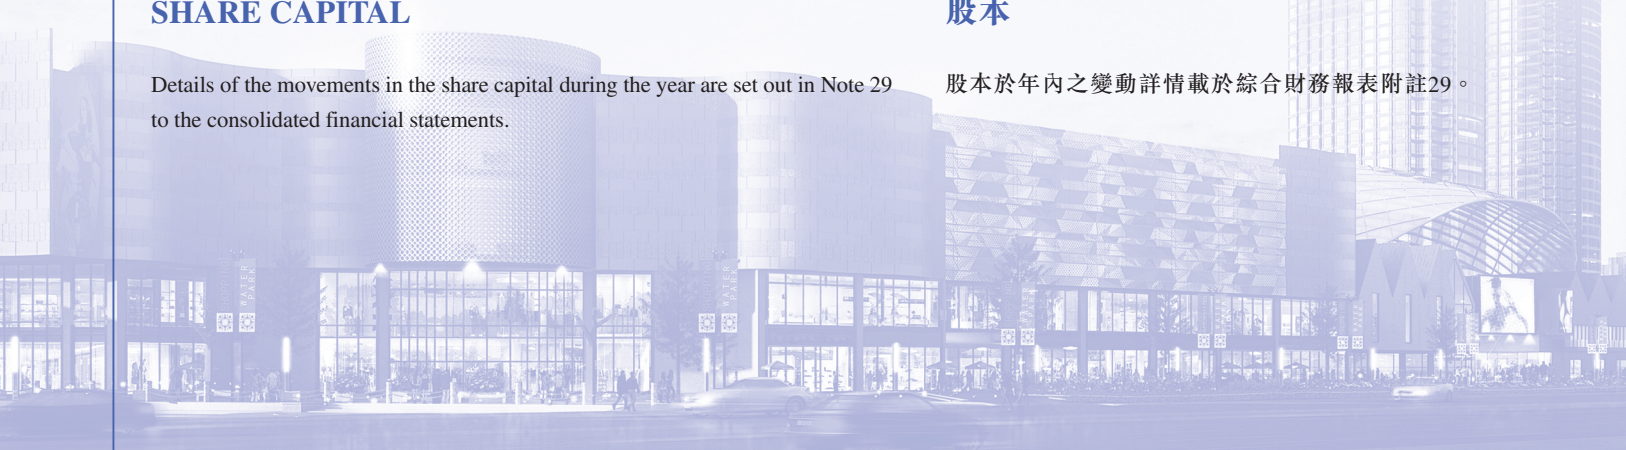 SHARE CAPITAL
Details of the movements in the share capital during the year are set out in Note 29
to the consolidated financial statements.
股本
股本於年內之變動詳情載於綜合財務報表附註29。